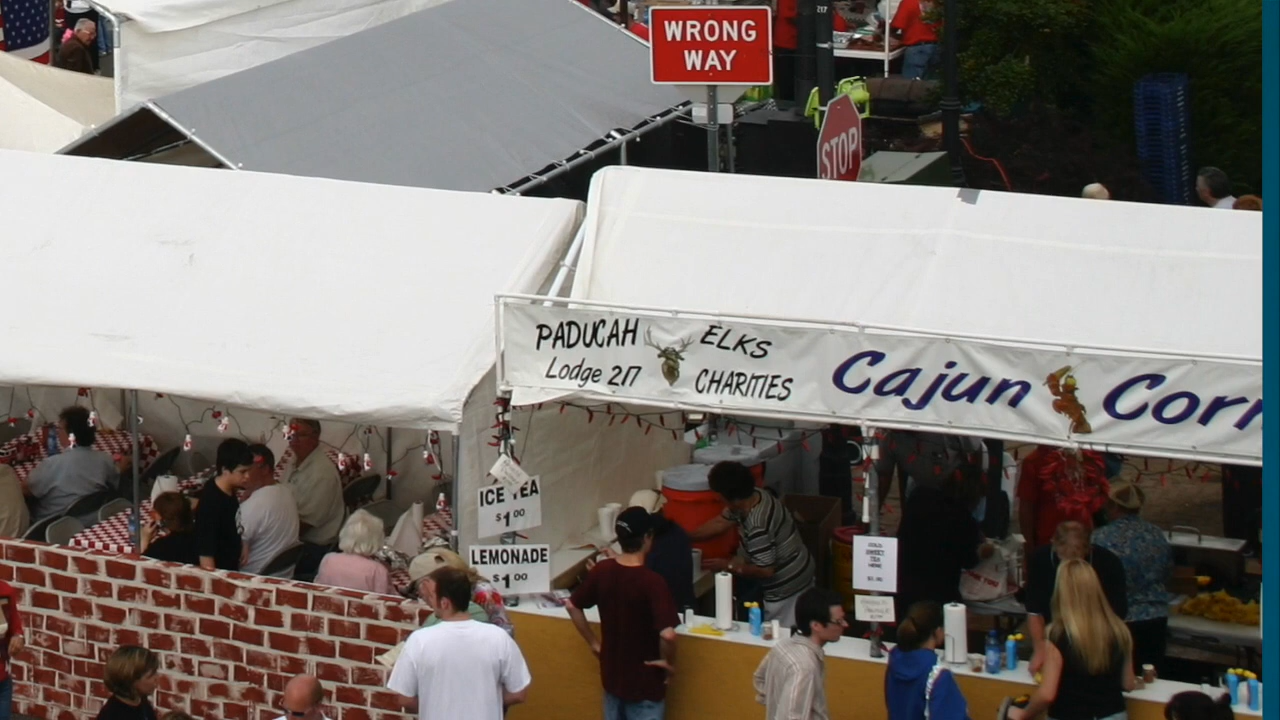 WRONG
WAY
STOP
PADUCAH
Lodge 217
ELKS
CHARITIES
Cajun Corn
ICE TEA
$1.00
LEMONADE
$1.00